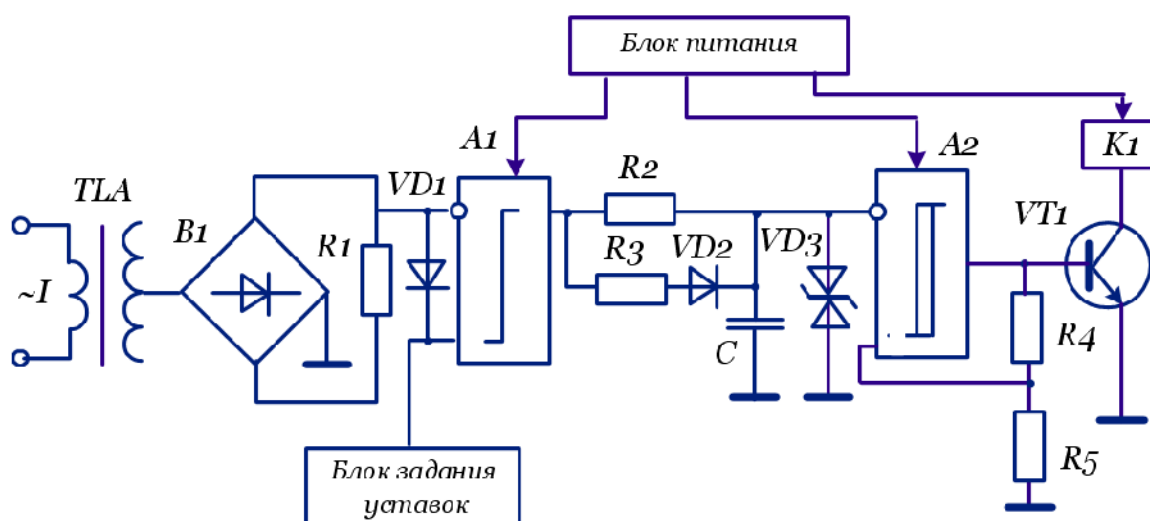 Блок питания
A1
A2
K1
TLA
VD1
R2
B1
R1
R3
VD2
VD3
VT1
~I
C
R4
R5
Блок задания
уставок